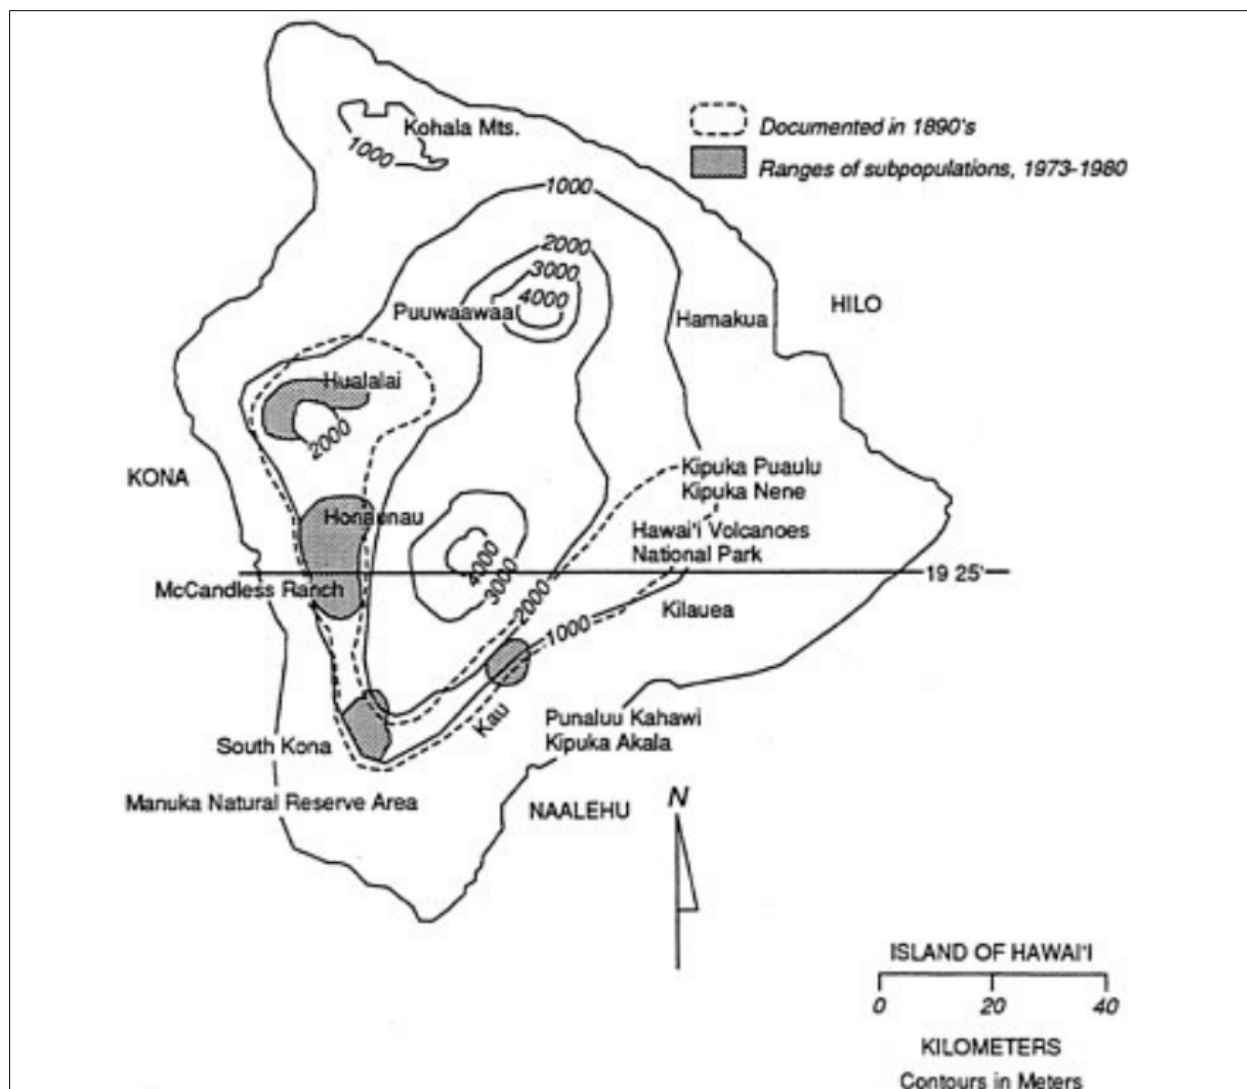 Kohala Mts.
1000
Documented in 1890's
Ranges of subpopulations, 1973-1980
1000
2000
3000
4000
Puuwaawaa
Hamakua
HILO
Hualalai
2000
KONA
Kipuka Puaulu
Kipuka Nene
Honaunau
Hawai'i Volcanoes
National Park
4000
3000
19 25'
McCandless Ranch
2000
1000
Kilauea
Kau
Punaluu Kahawi
Kipuka Akala
South Kona
Manuka Natural Reserve Area
NAALEHU
N
ISLAND OF HAWAI'I
0 20 40
KILOMETERS
Contours in Meters